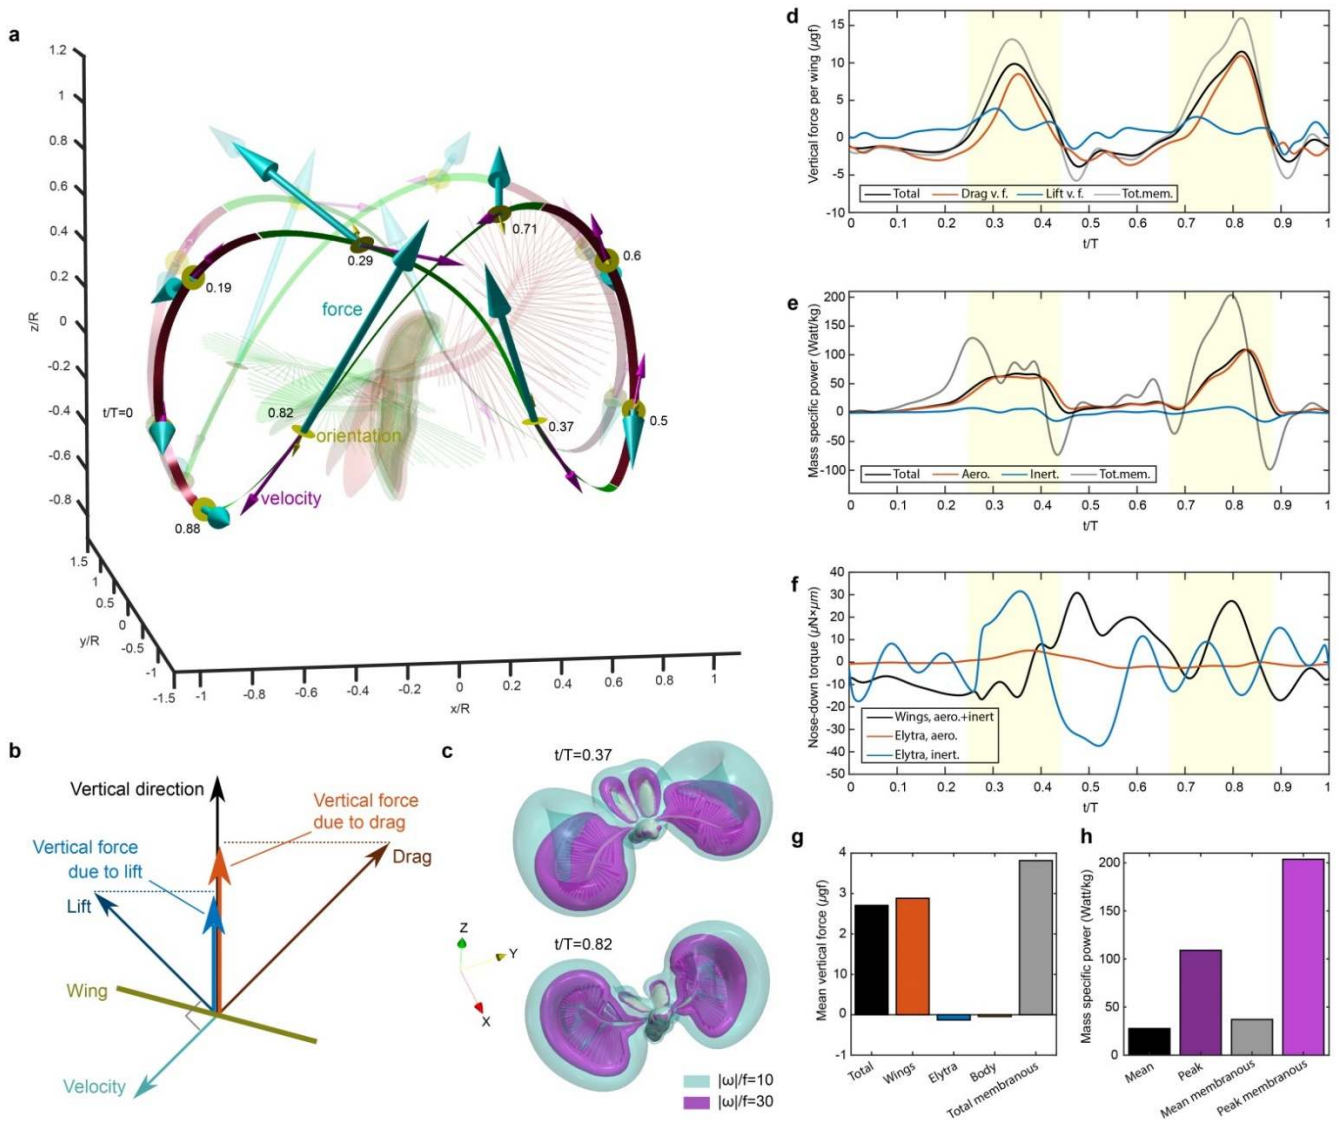 a
1.2
1
0.8
0.6
0.4
0.2
0
-0.2
-0.4
-0.6
-0.8
z/R
1.5
1
0.5
0
-0.5
-1
y/R
-1.5
-1
-0.8
-0.6
-0.4
-0.2
0
0.2
0.4
0.6
0.8
1
x/R
0.71
0.6
0.29
0.19
force
t/T=0
0.82
0.37
0.5
orientation
velocity
0.88
b
Vertical direction
Vertical force
due to drag
Vertical force
due to lift
Drag
Lift
Wing
Velocity
c
t/T=0.37
t/T=0.82
Z
Y
X
|ω|/f=10
|ω|/f=30
d
Vertical force per wing (µgf)
15
10
5
0
-5
-10
Total
Drag v. f.
Lift v. f.
Tot.mem.
0 0.1 0.2 0.3 0.4 0.5 0.6 0.7 0.8 0.9 1
t/T
e
Mass specific power (Watt/kg)
200
150
100
50
0
-50
-100
Total
Aero.
Inert.
Tot.mem.
0 0.1 0.2 0.3 0.4 0.5 0.6 0.7 0.8 0.9 1
t/T
f
Nose-down torque (µN×µm)
40
30
20
10
0
-10
-20
-30
-40
-50
Wings, aero.+inert
Elytra, aero.
Elytra, inert.
0 0.1 0.2 0.3 0.4 0.5 0.6 0.7 0.8 0.9 1
t/T
g
Mean vertical force (µgf)
4
3
2
1
0
-1
Total
Wings
Elytra
Body
Total membranous
h
Mass specific power (Watt/kg)
200
150
100
50
0
Mean
Peak
Mean membranous
Peak membranous